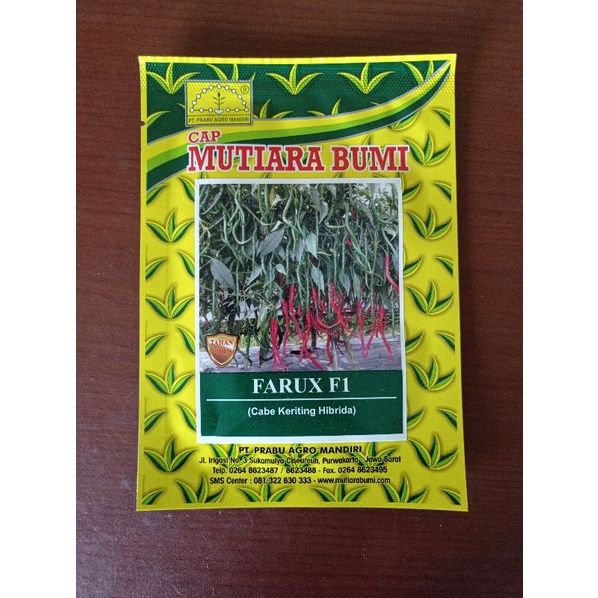 ®
PT. PRABU AGRO MANDIRI
CAP
MUTIARA BUMI
TAHAN
FARUX F1
(Cabe Keriting Hibrida)
PT. PRABU AGRO MANDIRI
Jl. Irigasi No. 3 Sukamulya Ciseureuh, Purwakarta - Jawa Barat
Telp. 0264 8623487 / 8623488 - Fax. 0264 8623495
SMS Center : 081 322 630 333 - www.mutiarabumi.com